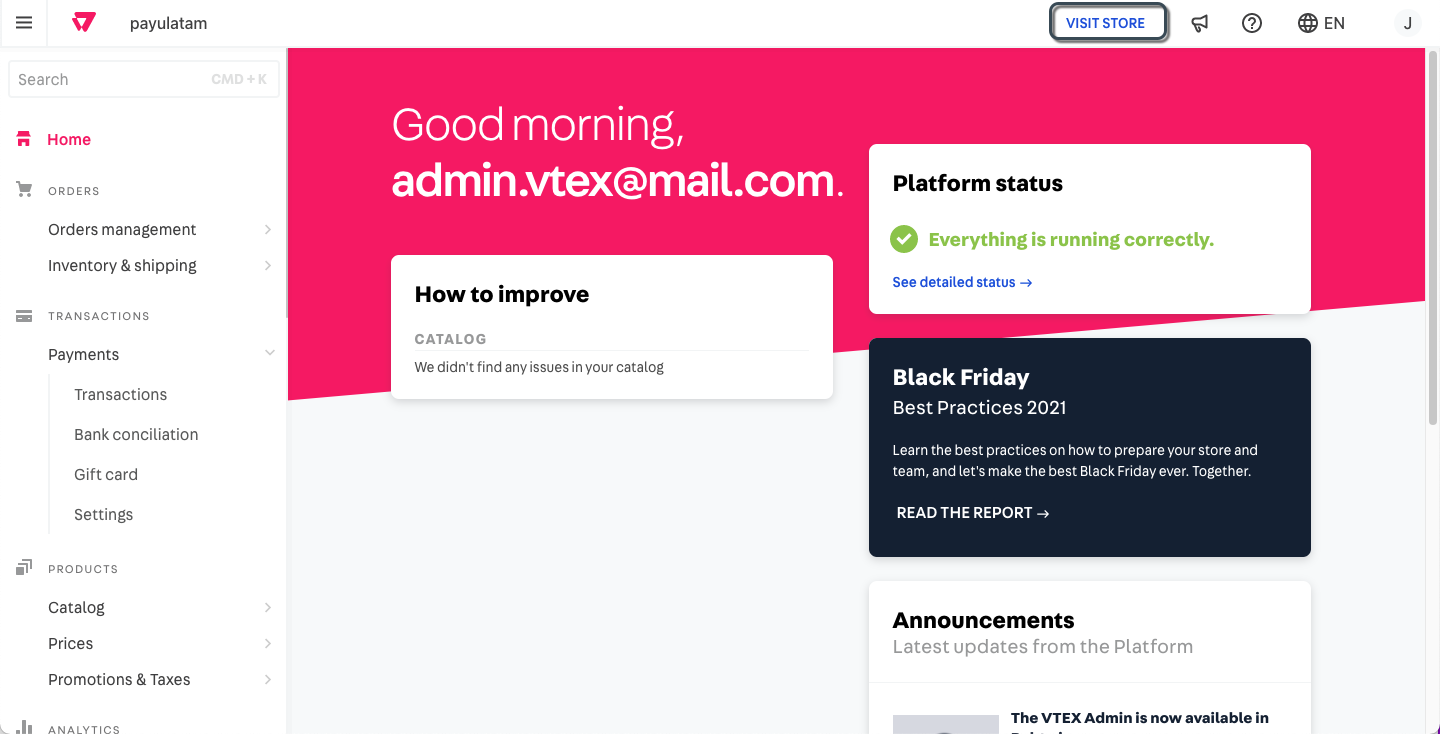 payulatam
VISIT STORE
EN
J
Search
CMD + K
Home
ORDERS
Orders management
Inventory & shipping
TRANSACTIONS
Payments
Transactions
Bank conciliation
Gift card
Settings
PRODUCTS
Catalog
Prices
Promotions & Taxes
ANALYTICS
Good morning,
admin.vtex@mail.com.
How to improve
CATALOG
We didn't find any issues in your catalog
Platform status
Everything is running correctly.
See detailed status →
Black Friday
Best Practices 2021
Learn the best practices on how to prepare your store and
team, and let's make the best Black Friday ever. Together.
READ THE REPORT →
Announcements
Latest updates from the Platform
The VTEX Admin is now available in